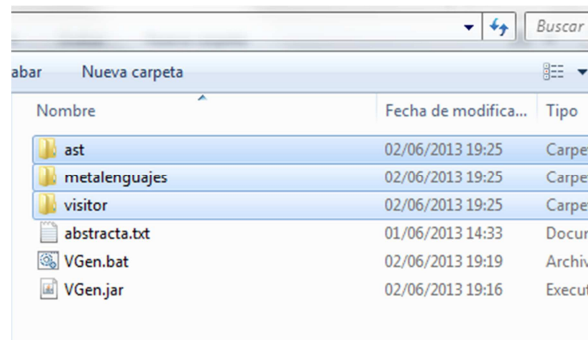 Buscar
abar Nueva carpeta
Nombre Fecha de modifica... Tipo
ast 02/06/2013 19:25 Carpe
metalenguajes 02/06/2013 19:25 Carpe
visitor 02/06/2013 19:25 Carpe
abstracta.txt 01/06/2013 14:33 Docur
VGen.bat 02/06/2013 19:19 Archiv
VGen.jar 02/06/2013 19:16 Execut